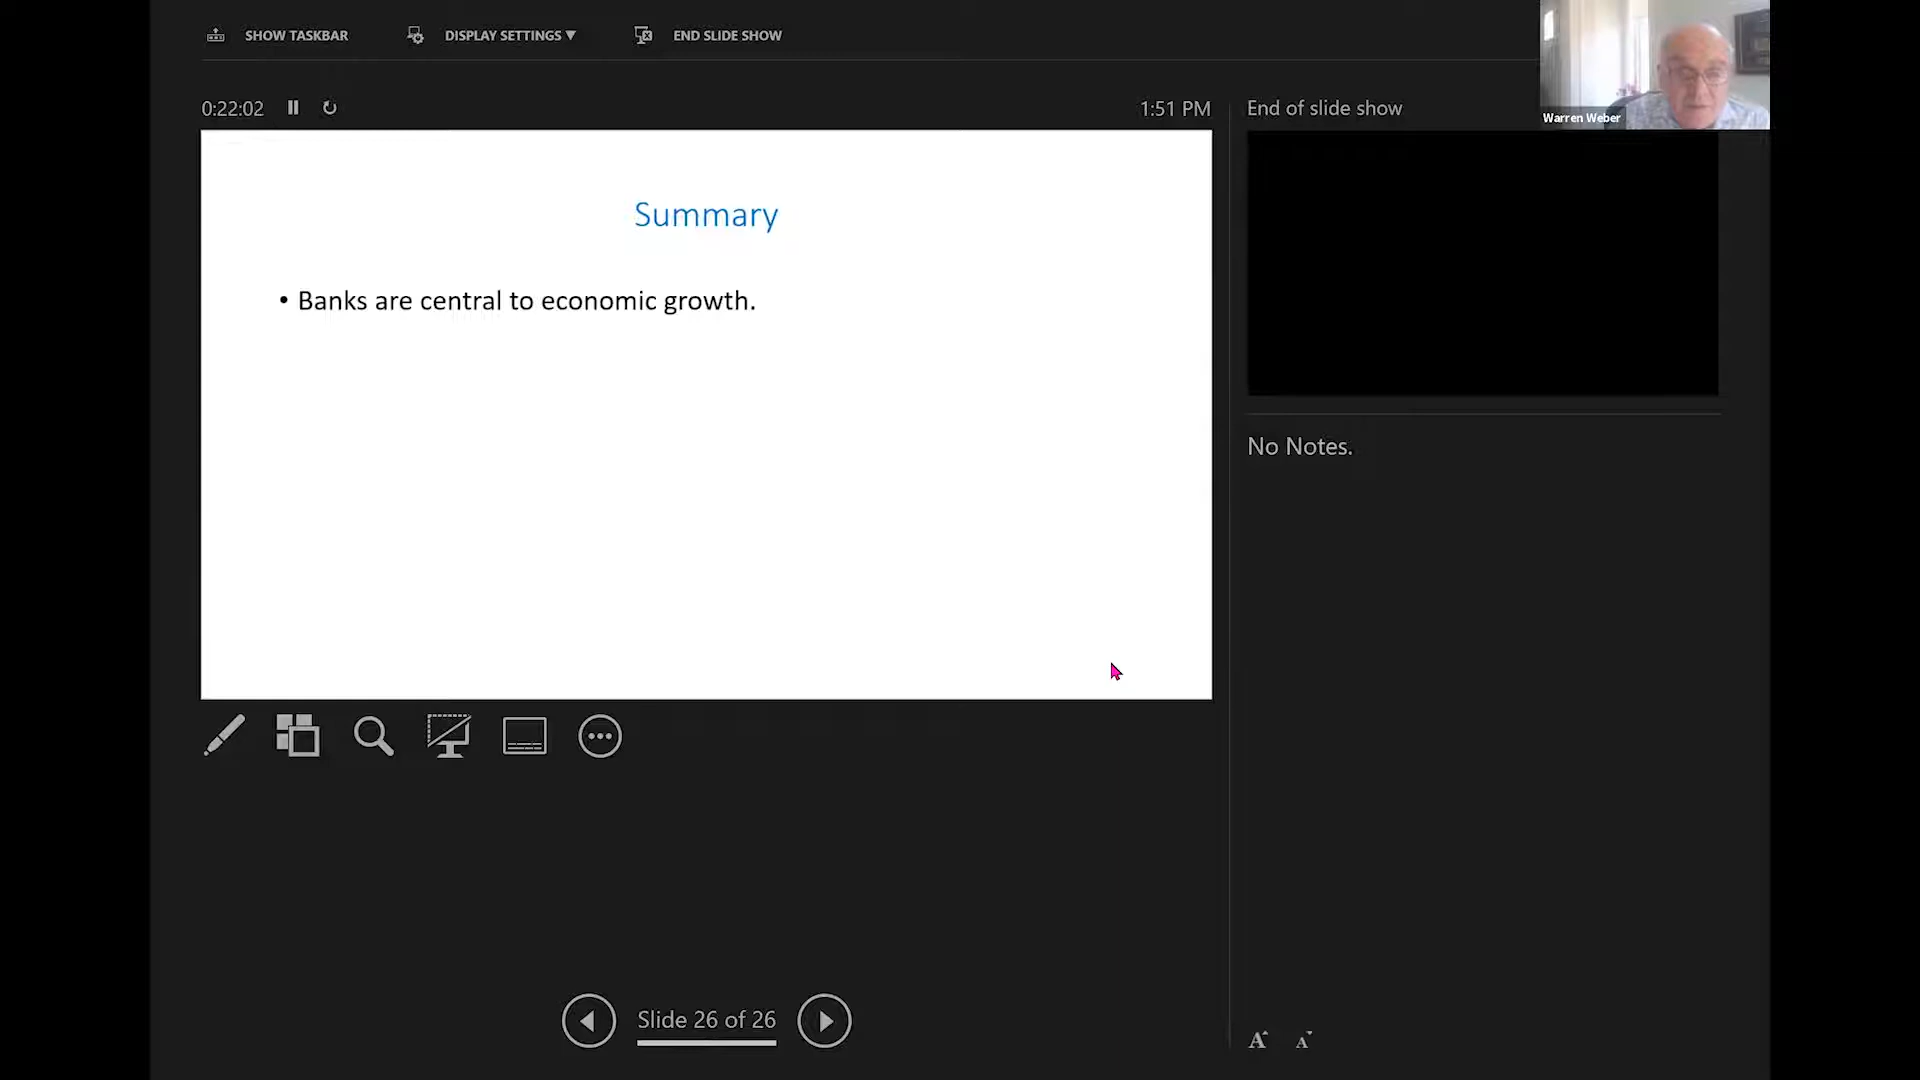 SHOW TASKBAR
DISPLAY SETTINGS ▼
END SLIDE SHOW
Warren Weber
0:22:02
1:51 PM
End of slide show
Summary
• Banks are central to economic growth.
No Notes.
Slide 26 of 26
A A